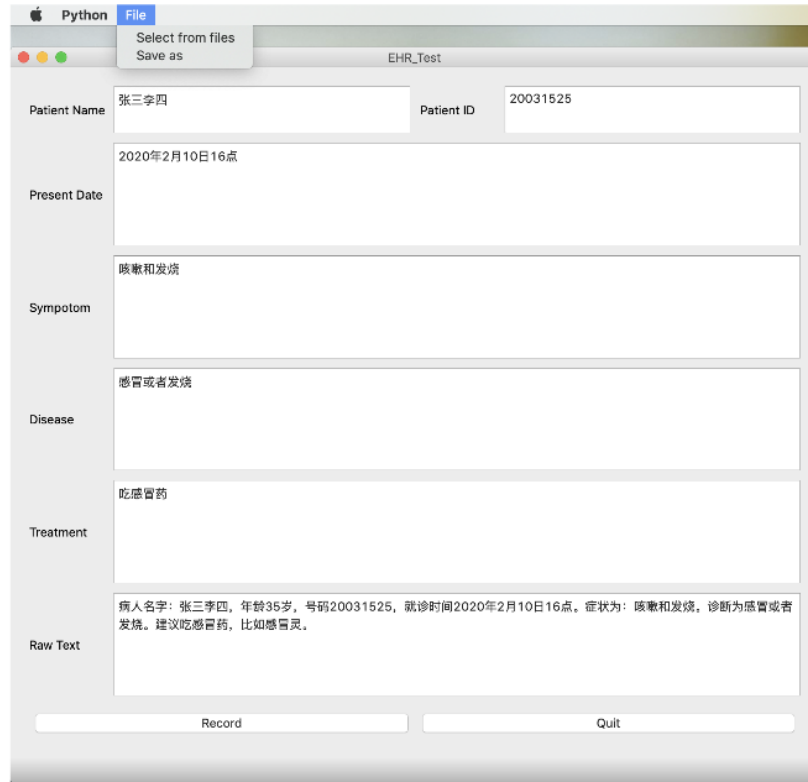 Python File
Select from files
Save as
EHR_Test
Patient Name 张三李四 Patient ID 20031525
Present Date 2020年2月10日16点
Sympotom 咳嗽和发烧
Disease 感冒或者发烧
Treatment 吃感冒药
Raw Text 病人名字：张三李四，年龄35岁，号码20031525，就诊时间2020年2月10日16点。症状为：咳嗽和发烧。诊断为感冒或者
发烧。建议吃感冒药，比如感冒灵。
Record Quit